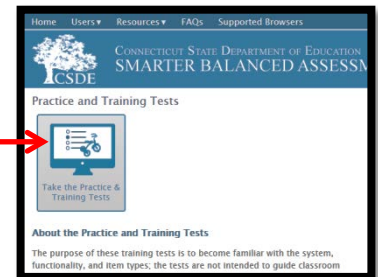 Home Users▾ Resources▾ FAQs Supported Browsers
CONNECTICUT STATE DEPARTMENT OF EDUCATION
CSDE
SMARTER BALANCED ASSESSM
Practice and Training Tests
Take the Practice &
Training Tests
About the Practice and Training Tests
The purpose of these training tests is to become familiar with the system,
functionality, and item types; the tests are not intended to guide classroom